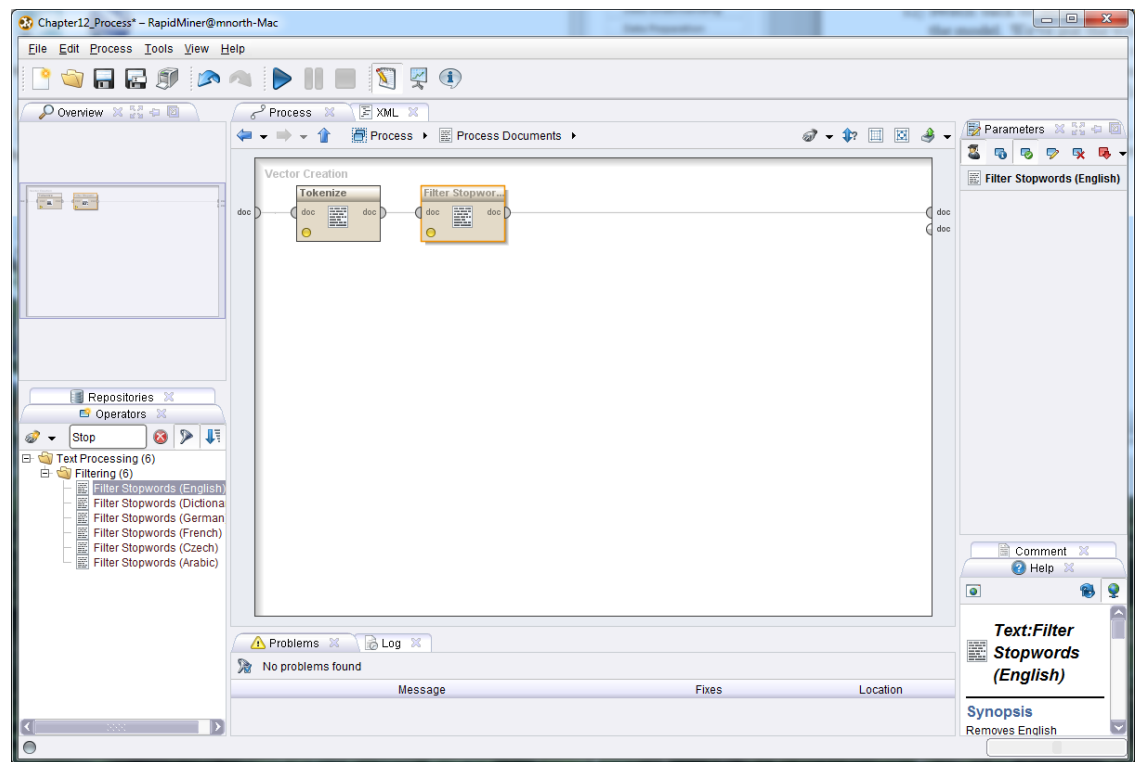 Chapter12_Process* – RapidMiner@mnorth-Mac
File Edit Process Tools View Help
Overview
Process
XML
Process
Process Documents
Vector Creation
Tokenize
Filter Stopwor...
doc
doc
doc
doc
doc
doc
doc
Parameters
Filter Stopwords (English)
Repositories
Operators
Stop
Text Processing (6)
Filtering (6)
Filter Stopwords (English)
Filter Stopwords (Dictiona
Filter Stopwords (German
Filter Stopwords (French)
Filter Stopwords (Czech)
Filter Stopwords (Arabic)
Problems
Log
No problems found
Message Fixes Location
Comment
Help
Text:Filter
Stopwords
(English)
Synopsis
Removes English